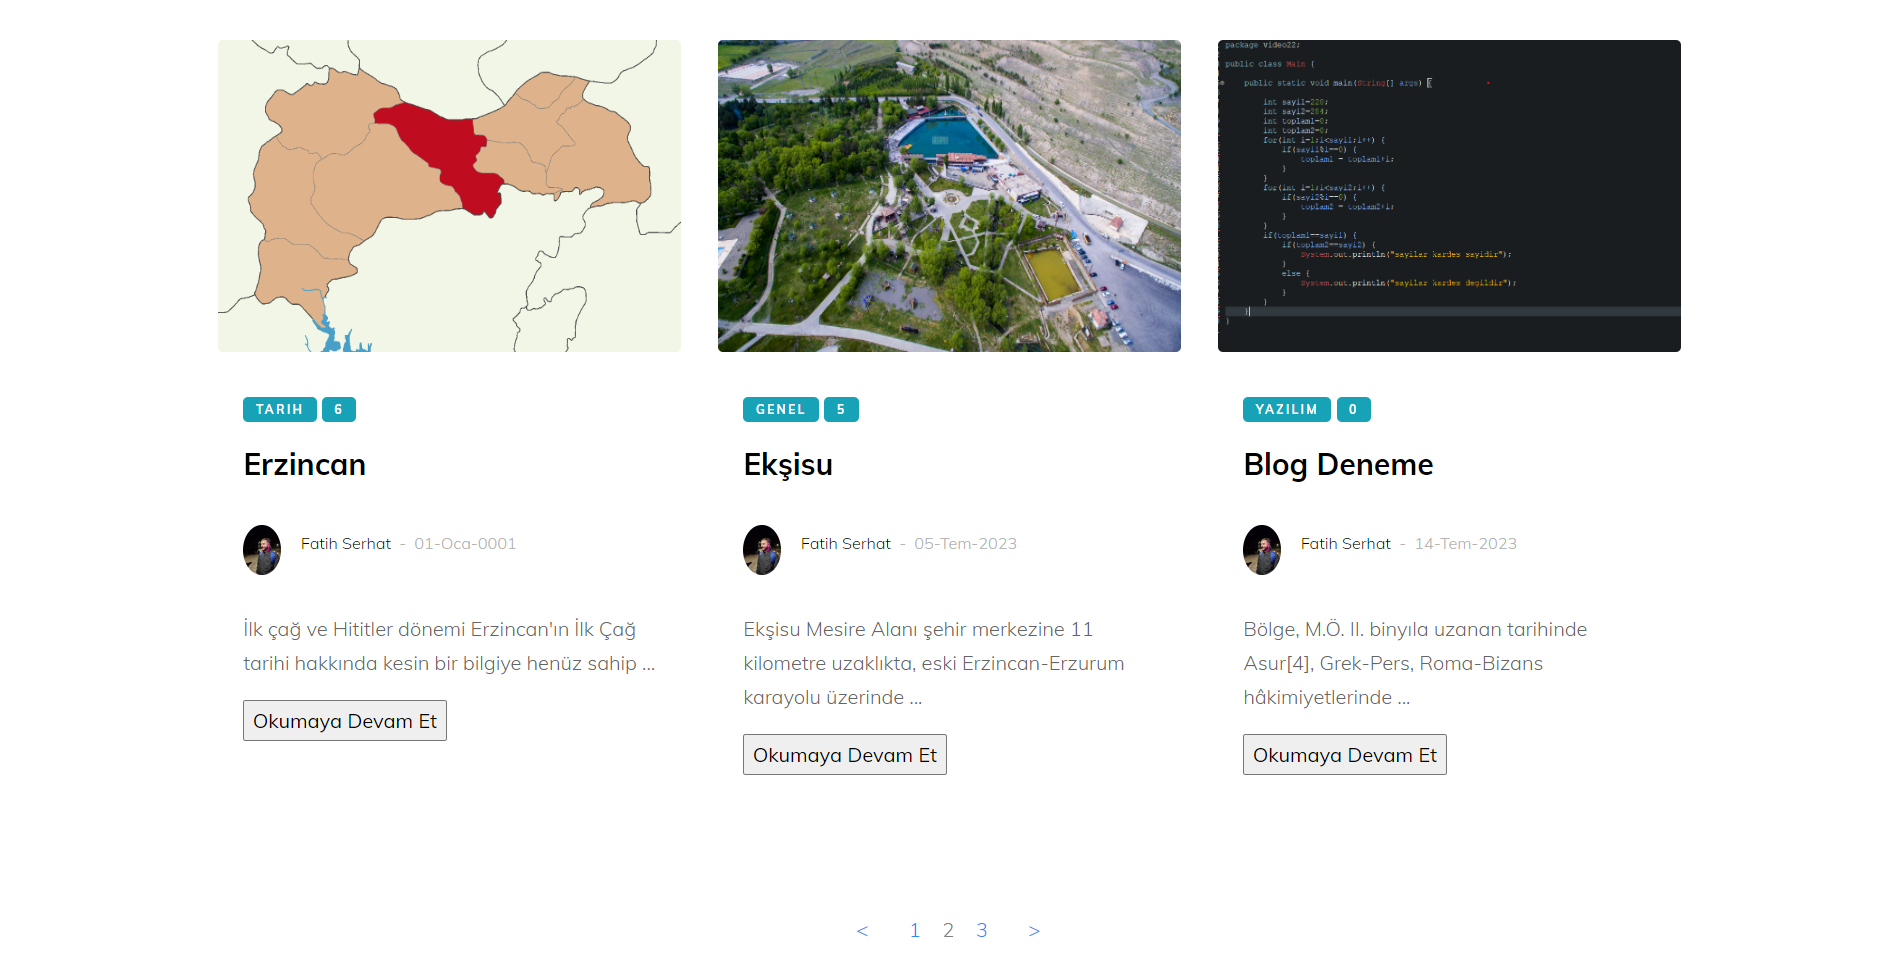 package video22;
public class Main {
public static void main(String[] args) {
int sayi1=220;
int sayi2=284;
int toplam1=0;
int toplam2=0;
for(int i=1;i<sayi1;i++) {
if(sayi1%i==0) {
toplam1 = toplam1+i;
}
}
for(int i=1;i<sayi2;i++) {
if(sayi2%i==0) {
toplam2 = toplam2+i;
}
}
if(toplam1==sayi1) {
if(toplam2==sayi2) {
System.out.println("sayilar kardes sayidir");
}
else {
System.out.println("sayilar kardes degildir");
}
}
}
}
TARIH 6
GENEL 5
YAZILIM 0
Erzincan
Ekşisu
Blog Deneme
Fatih Serhat - 01-Oca-0001
Fatih Serhat - 05-Tem-2023
Fatih Serhat - 14-Tem-2023
İlk çağ ve Hititler dönemi Erzincan'ın İlk Çağ
tarihi hakkında kesin bir bilgiye henüz sahip ...
Okumaya Devam Et
Ekşisu Mesire Alanı şehir merkezine 11
kilometre uzaklıkta, eski Erzincan-Erzurum
karayolu üzerinde ...
Okumaya Devam Et
Bölge, M.Ö. II. binyıla uzanan tarihinde
Asur[4], Grek-Pers, Roma-Bizans
hâkimiyetlerinde ...
Okumaya Devam Et
< 1 2 3 >